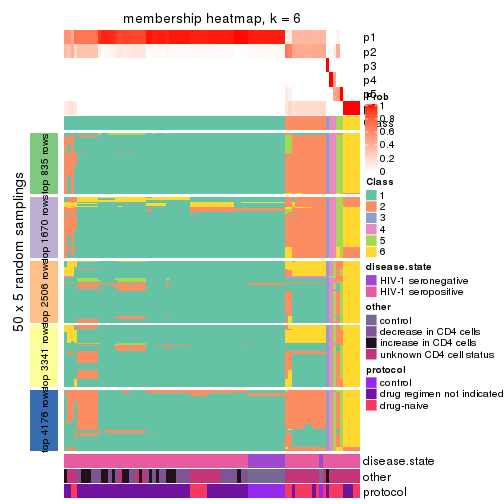 membership heatmap, k = 6
p1
p2
p3
p4
p5
Prob
1
0.8
0.6
0.4
0.2
0
Class
Class
1
2
3
4
5
6
disease.state
HIV-1 seronegative
HIV-1 seropositive
other
control
decrease in CD4 cells
increase in CD4 cells
unknown CD4 cell status
protocol
control
drug regimen not indicated
drug-naive
50 x 5 random samplings
top 835 rows
top 1670 rows
top 2506 rows
top 3341 rows
top 4176 rows
disease.state
other
protocol